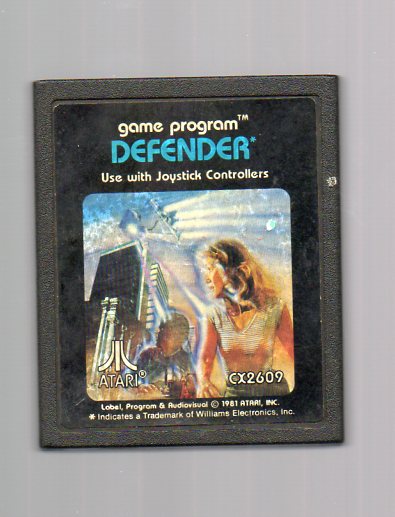 game program™
DEFENDER*
Use with Joystick Controllers
ATARI®
CX2609
Label, Program & Audiovisual © 1981 ATARI, INC.
* Indicates a Trademark of Williams Electronics, Inc.